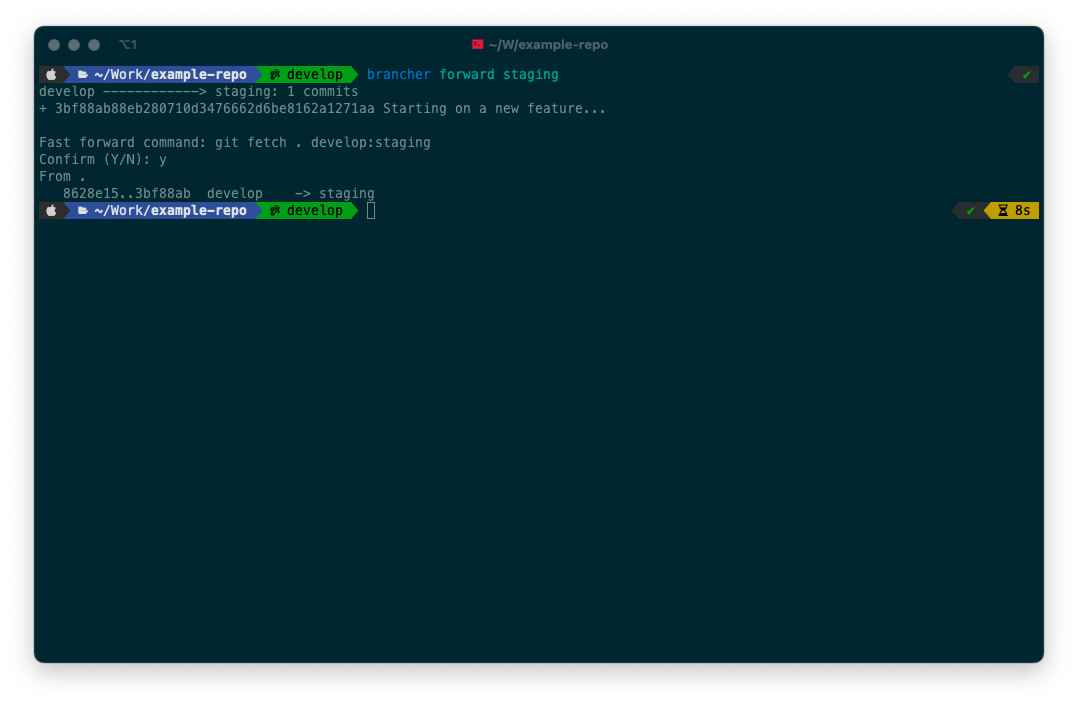 ⌥1
~/W/example-repo
~/Work/example-repo git develop brancher forward staging ✔
develop ------------> staging: 1 commits
+ 3bf88ab88eb280710d3476662d6be8162a1271aa Starting on a new feature...
Fast forward command: git fetch . develop:staging
Confirm (Y/N): y
From .
8628e15..3bf88ab  develop    -> staging
~/Work/example-repo git develop ✔ 8s